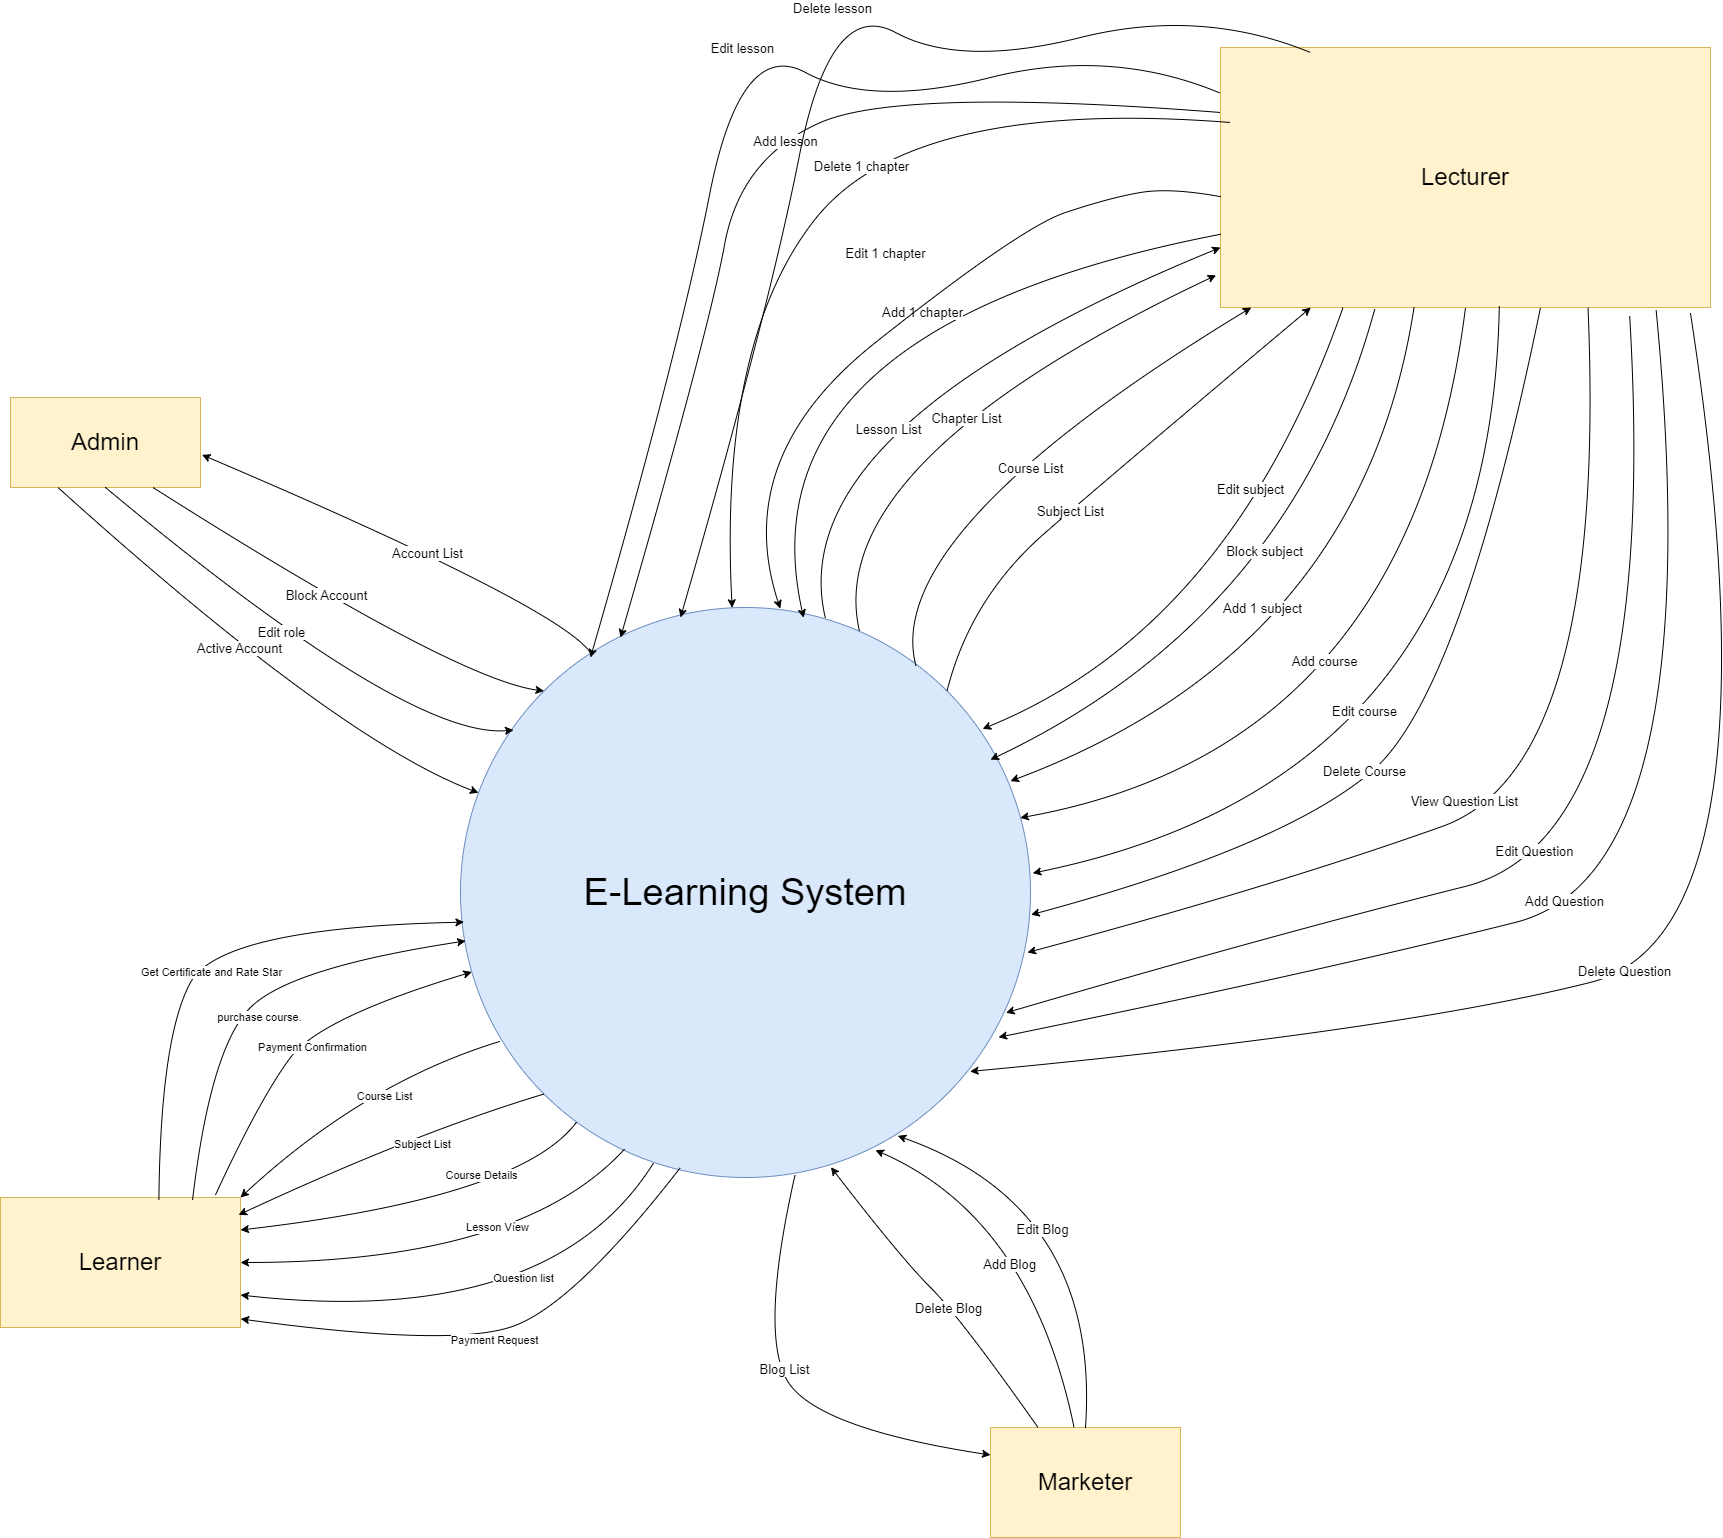 Delete lesson
Edit lesson
Add lesson
Delete 1 chapter
Lecturer
Edit 1 chapter
Add 1 chapter
Lesson List
Chapter List
Course List
Subject List
Edit subject
Block subject
Add 1 subject
Add course
Edit course
Delete Course
View Question List
Edit Question
Add Question
Delete Question
Admin
Account List
Block Account
Edit role
Active Account
E-Learning System
Get Certificate and Rate Star
purchase course.
Payment Confirmation
Course List
Subject List
Course Details
Lesson View
Question list
Payment Request
Learner
Edit Blog
Add Blog
Delete Blog
Blog List
Marketer